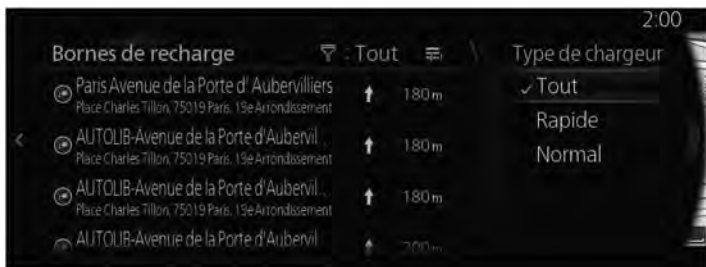 2:00
Bornes de recharge : Tout
Type de chargeur
Paris Avenue de la Porte d'Aubervilliers
Place Charles Tillon, 75019 Paris, 19e Arrondissement
180 m
AUTOLIB-Avenue de la Porte d'Aubervil...
Place Charles Tillon, 75019 Paris, 19e Arrondissement
180 m
AUTOLIB-Avenue de la Porte d'Aubervil...
Place Charles Tillon, 75019 Paris, 19e Arrondissement
180 m
AUTOLIB-Avenue de la Porte d'Aubervil
200m
Tout
Rapide
Normal